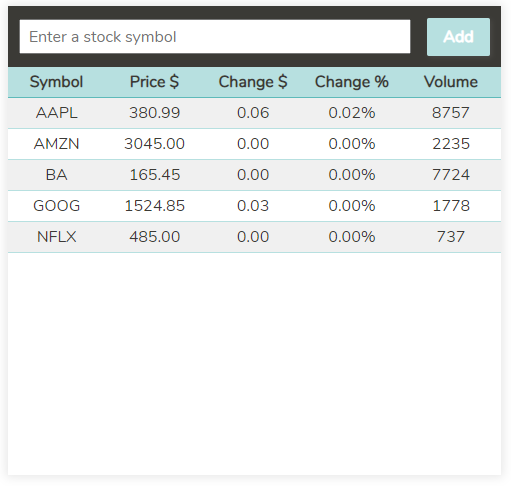 Enter a stock symbol Add
Symbol Price $ Change $ Change % Volume
AAPL 380.99 0.06 0.02% 8757
AMZN 3045.00 0.00 0.00% 2235
BA 165.45 0.00 0.00% 7724
GOOG 1524.85 0.03 0.00% 1778
NFLX 485.00 0.00 0.00% 737